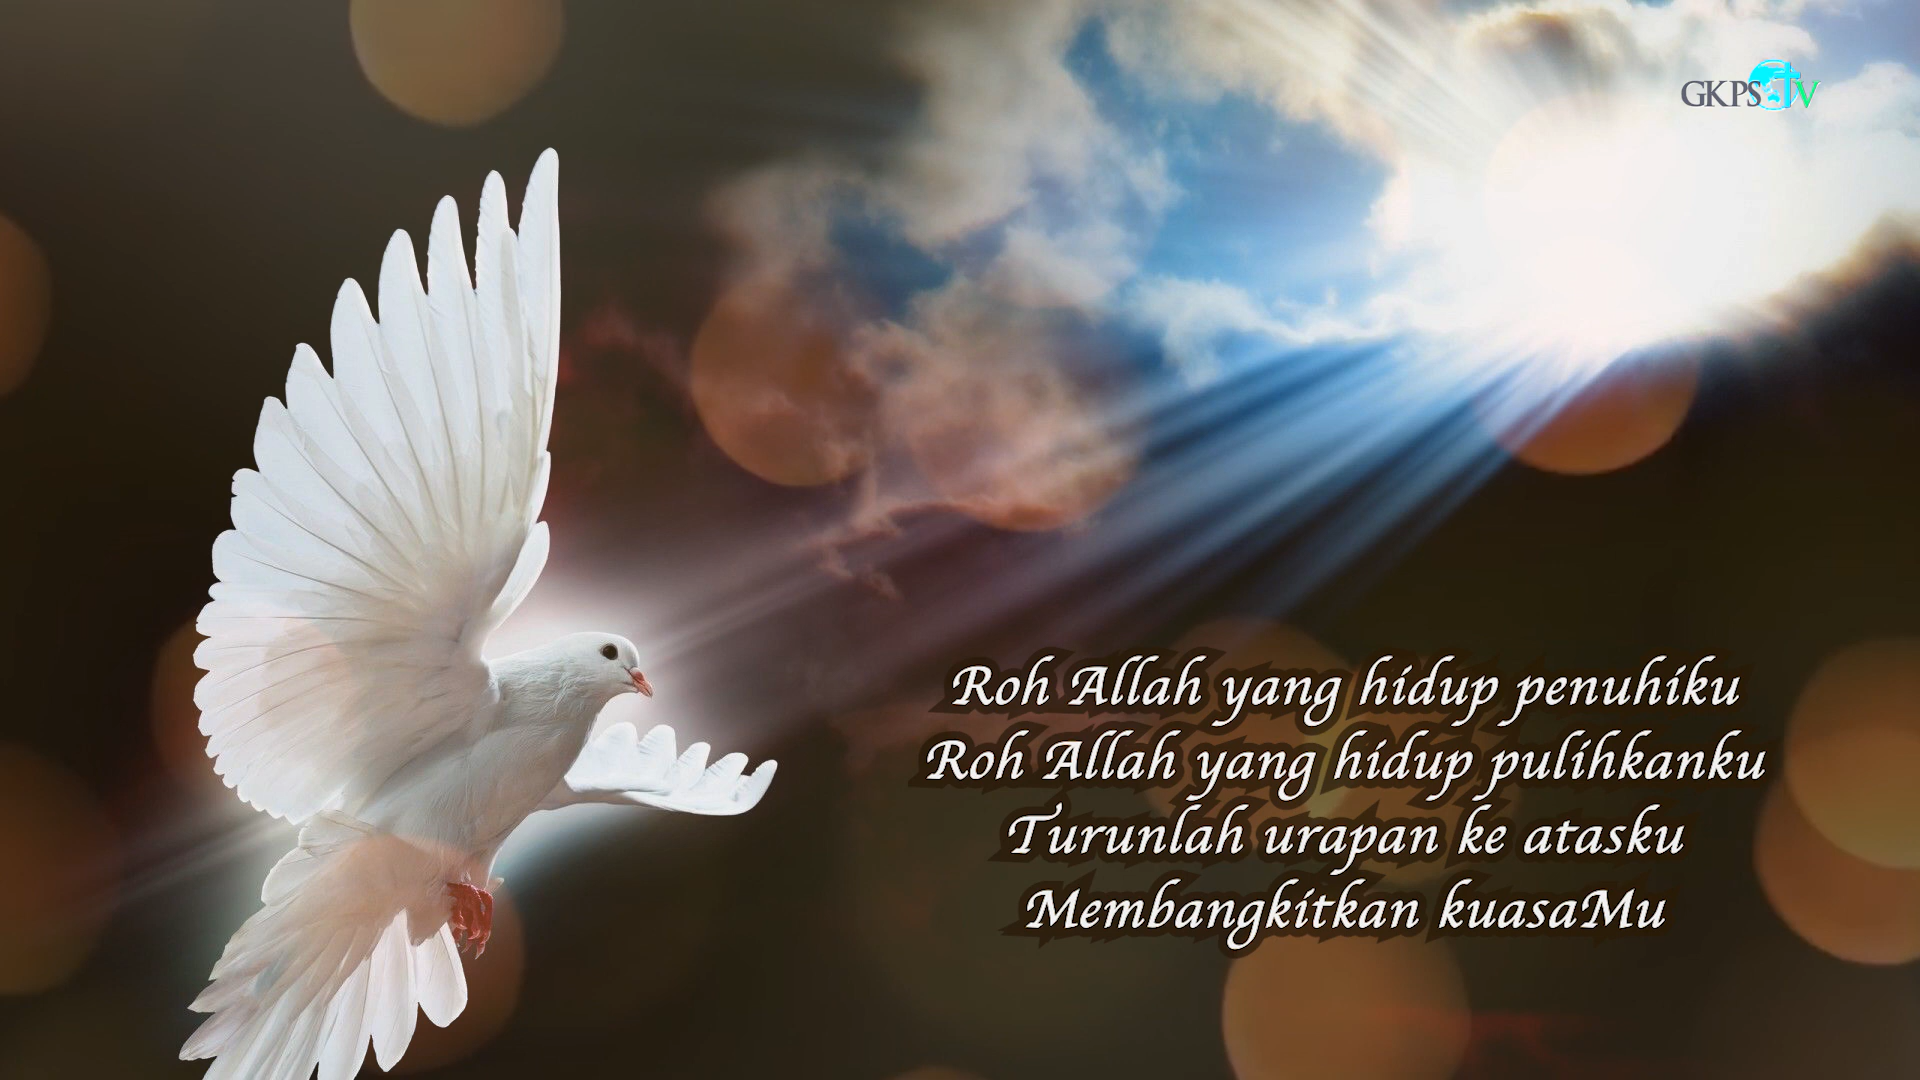 GKPS TV
Roh Allah yang hidup penuhiku
Roh Allah yang hidup pulihkanku
Turunlah urapan ke atasku
Membangkitkan kuasaMu